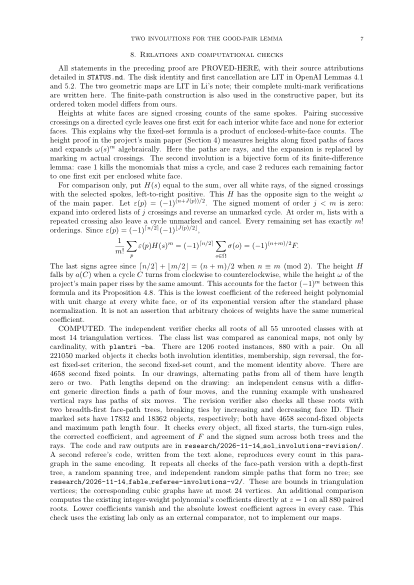 TWO INVOLUTIONS FOR THE GOOD-PAIR LEMMA 7
8. Relations and computational checks
All statements in the preceding proof are PROVED-HERE, with their source attributions
detailed in STATUS.md. The disk identity and first cancellation are LIT in OpenAI Lemmas 4.1
and 5.2. The two geometric maps are LIT in Li's note; their complete multi-mark verifications
are written here. The finite-path construction is also used in the constructive paper, but its
ordered token model differs from ours.
Heights at white faces are signed crossing counts of the same spokes. Pairing successive
crossings on a directed cycle leaves one first exit for each interior white face and none for exterior
faces. This explains why the fixed-set formula is a product of enclosed-white-face counts. The
height proof in the project's main paper (Section 4) measures heights along fixed paths of faces
and expands ω(s)^m algebraically. Here the paths are rays, and the expansion is replaced by
marking m actual crossings. The second involution is a bijective form of its finite-difference
lemma: case 1 kills the monomials that miss a cycle, and case 2 reduces each remaining factor
to one first exit per enclosed white face.
For comparison only, put H(s) equal to the sum, over all white rays, of the signed crossings
with the selected spokes, left-to-right positive. This H has the opposite sign to the weight ω
of the main paper. Let ε(p) = (−1)^{(n+J(p))/2}. The signed moment of order j < m is zero:
expand into ordered lists of j crossings and reverse an unmarked cycle. At order m, lists with a
repeated crossing also leave a cycle unmarked and cancel. Every remaining set has exactly m!
orderings. Since ε(p) = (−1)^{⌈n/2⌉}(−1)^{⌊J(p)/2⌋},
1/m! ∑_p ε(p)H(s)^m = (−1)^{⌈n/2⌉} ∑_{o∈Ω} σ(o) = (−1)^{(n+m)/2}F.
The last signs agree since ⌈n/2⌉ + ⌊m/2⌋ = (n + m)/2 when n ≡ m (mod 2). The height H
falls by o(C) when a cycle C turns from clockwise to counterclockwise, while the height ω of the
project's main paper rises by the same amount. This accounts for the factor (−1)^m between this
formula and its Proposition 4.8. This is the lowest coefficient of the referred height polynomial
with unit charge at every white face, or of its exponential version after the standard phase
normalization. It is not an assertion that arbitrary choices of weights have the same numerical
coefficient.
COMPUTED. The independent verifier checks all roots of all 55 unrooted classes with at
most 14 triangulation vertices. The class list was compared as canonical maps, not only by
cardinality, with plantri -ba. There are 1206 rooted instances, 880 with a pair. On all
221050 marked objects it checks both involution identities, membership, sign reversal, the for-
est fixed-set criterion, the second fixed-set count, and the moment identity above. There are
4658 second fixed points. In our drawings, alternating paths from all of them have length
zero or two. Path lengths depend on the drawing: an independent census with a differ-
ent generic direction finds a path of four moves, and the running example with unsheared
vertical rays has paths of six moves. The revision verifier also checks all these roots with
two breadth-first face-path trees, breaking ties by increasing and decreasing face ID. Their
marked sets have 17832 and 18362 objects, respectively; both have 4658 second-fixed objects
and maximum path length four. It checks every object, all fixed starts, the turn-sign rules,
the corrected coefficient, and agreement of F and the signed sum across both trees and the
rays. The code and raw outputs are in research/2026-11-14_sol_involutions-revision/.
A second referee's code, written from the text alone, reproduces every count in this para-
graph in the same encoding. It repeats all checks of the face-path version with a depth-first
tree, a random spanning tree, and independent random simple paths that form no tree; see
research/2026-11-14_fable_referee-involutions-v2/. These are bounds in triangulation
vertices; the corresponding cubic graphs have at most 24 vertices. An additional comparison
computes the existing integer-weight polynomial's coefficients directly at z = 1 on all 880 paired
roots. Lower coefficients vanish and the absolute lowest coefficient agrees in every case. This
check uses the existing lab only as an external comparator, not to implement our maps.